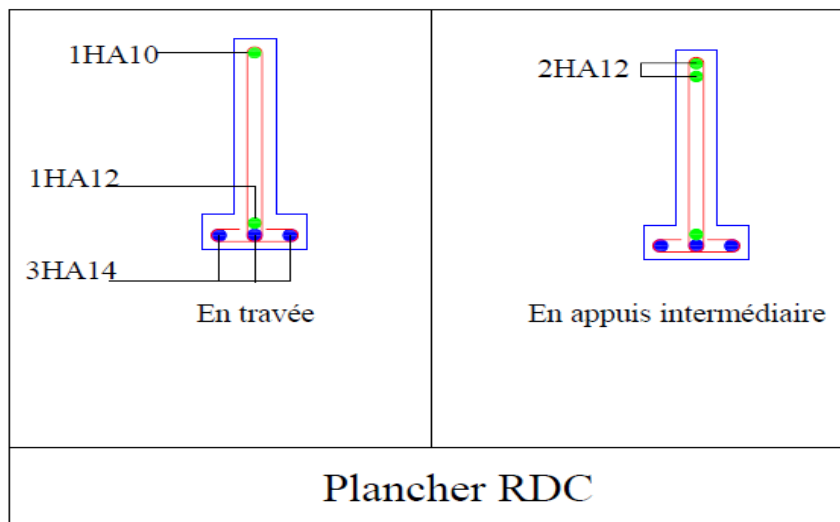 1HA10
1HA12
3HA14
En travée
2HA12
En appuis intermédiaire
Plancher RDC